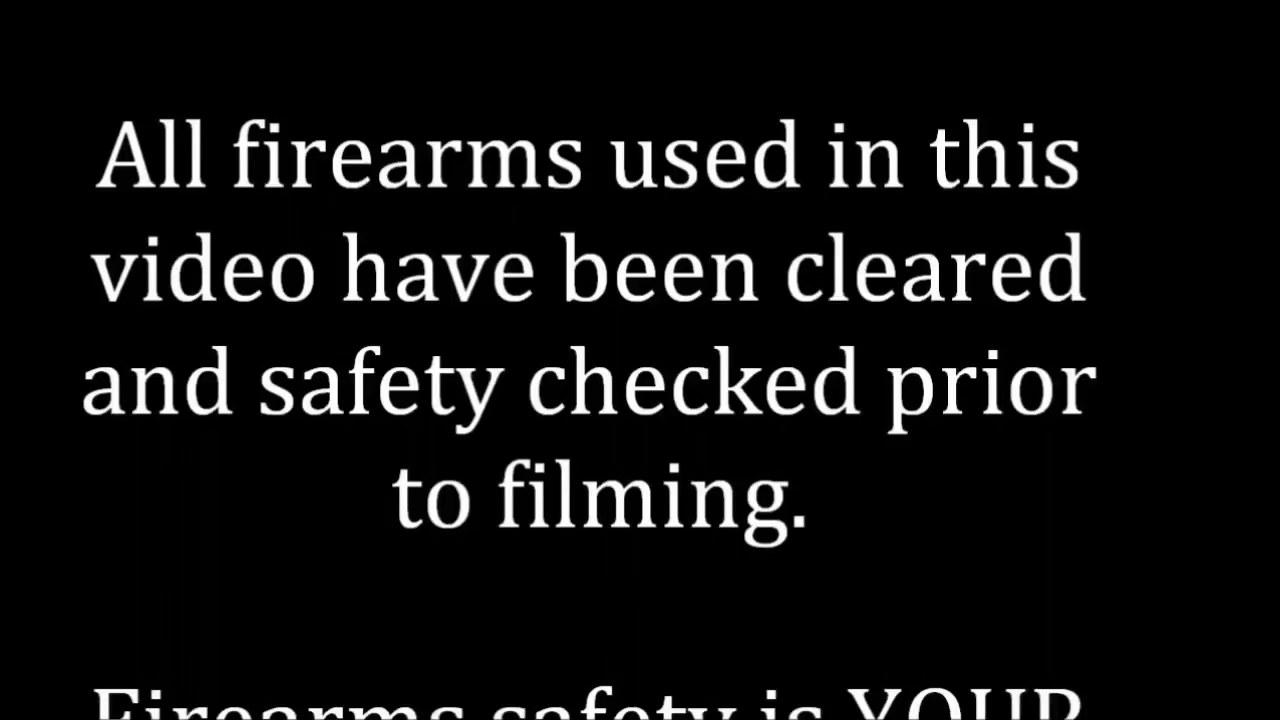 All firearms used in this
video have been cleared
and safety checked prior
to filming.
Firearms safety is YOUR